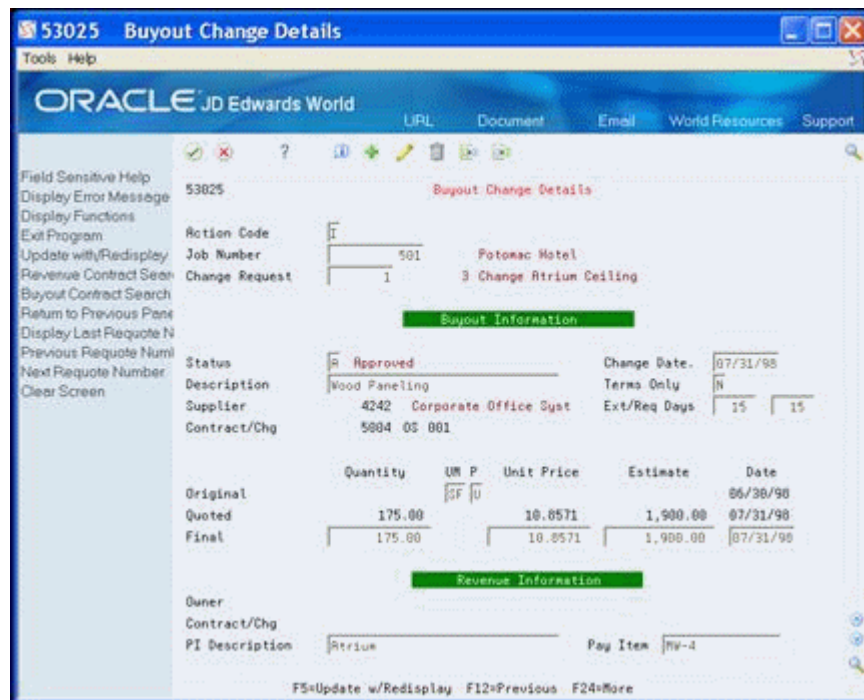 53025 Buyout Change Details
Tools Help
ORACLE JD Edwards World
URL Document Email World Resources Support
Field Sensitive Help
Display Error Message
Display Functions
Exit Program
Update with/Redisplay
Revenue Contract Sear
Buyout Contract Search
Return to Previous Pane
Display Last Requote N
Previous Requote Numl
Next Requote Number
Clear Screen
?
53025 Buyout Change Details
Action Code I
Job Number 501 Potomac Hotel
Change Request 1 3 Change Atrium Ceiling
Buyout Information
Status A Approved Change Date. 07/31/98
Description Wood Paneling Terms Only N
Supplier 4242 Corporate Office Syst Ext/Req Days 15 15
Contract/Chg 5004 OS 001
Quantity UM P Unit Price Estimate Date
Original SF U 06/30/98
Quoted 175.00 10.8571 1,900.00 07/31/98
Final 175.00 10.8571 1,900.00 07/31/98
Revenue Information
Owner
Contract/Chg
PI Description Atrium Pay Item MW-4
F5=Update w/Redisplay F12=Previous F24=More